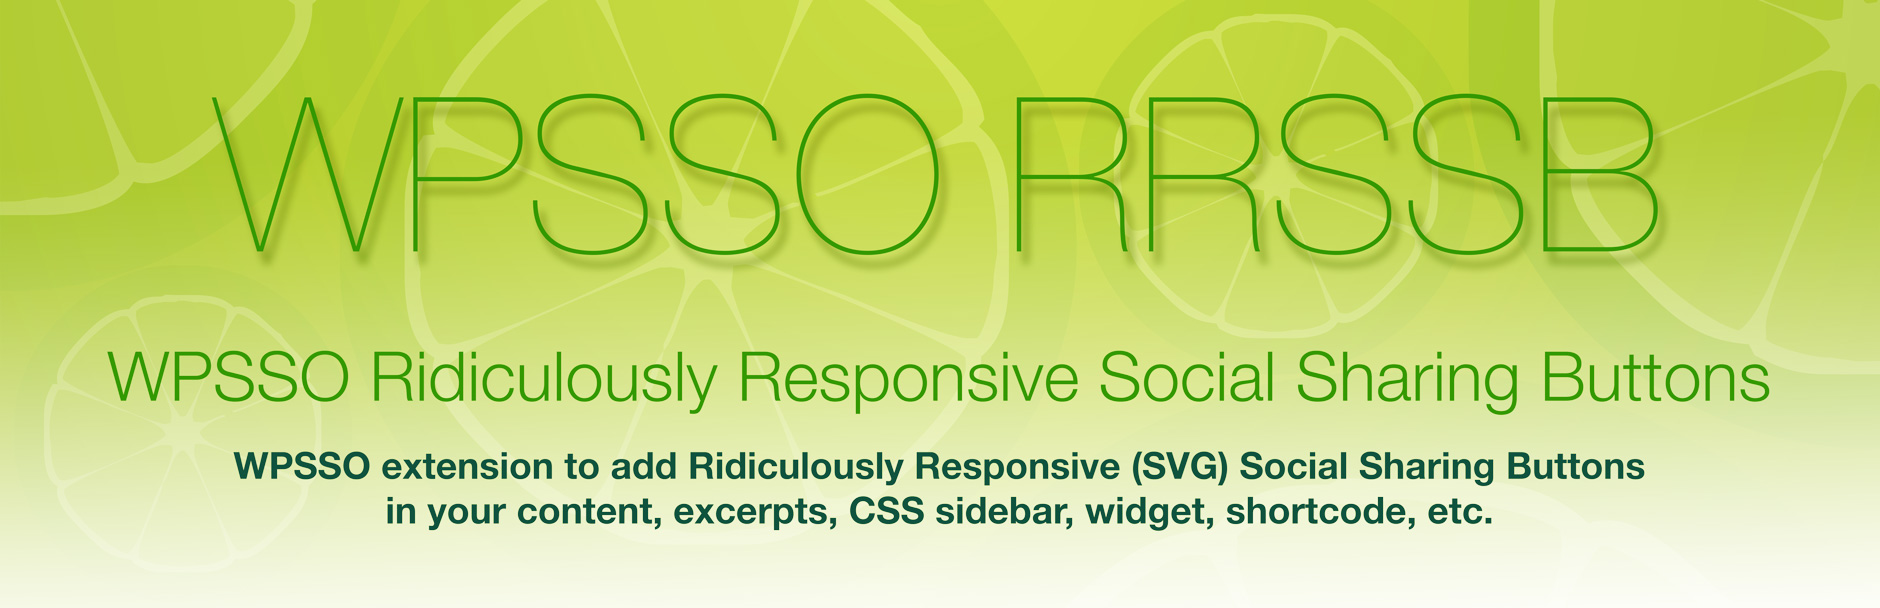 WPSSO RRSSB
WPSSO Ridiculously Responsive Social Sharing Buttons
WPSSO extension to add Ridiculously Responsive (SVG) Social Sharing Buttons
in your content, excerpts, CSS sidebar, widget, shortcode, etc.